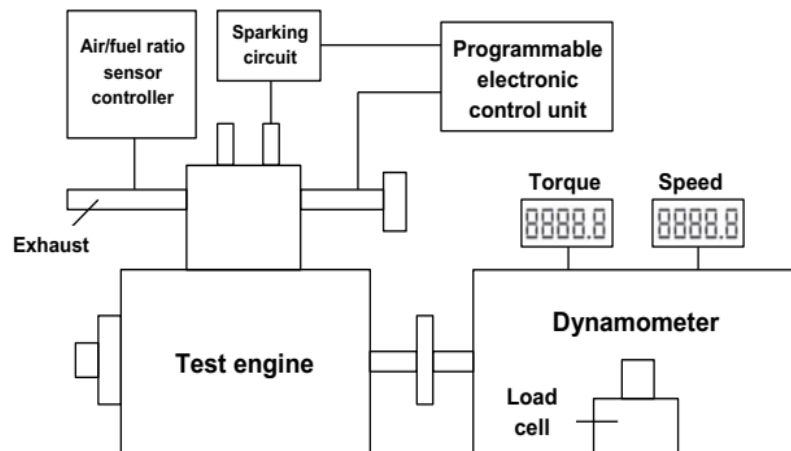 Air/fuel ratio
sensor
controller
Sparking
circuit
Programmable
electronic
control unit
Torque
Speed
8888.8
8888.8
Exhaust
Test engine
Dynamometer
Load
cell